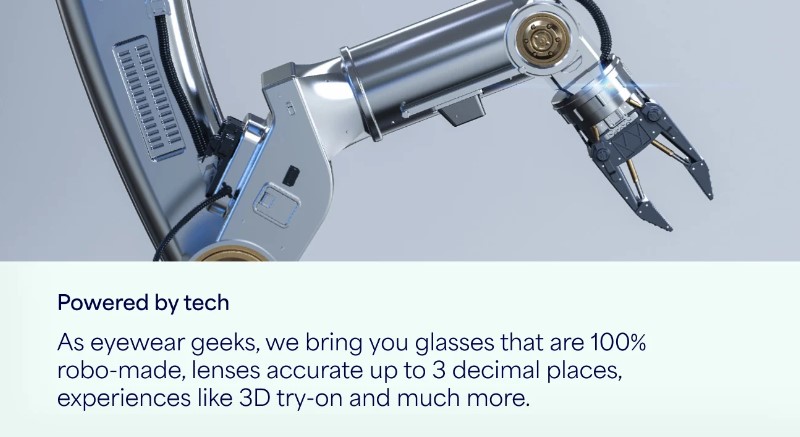 Powered by tech
As eyewear geeks, we bring you glasses that are 100%
robo-made, lenses accurate up to 3 decimal places,
experiences like 3D try-on and much more.